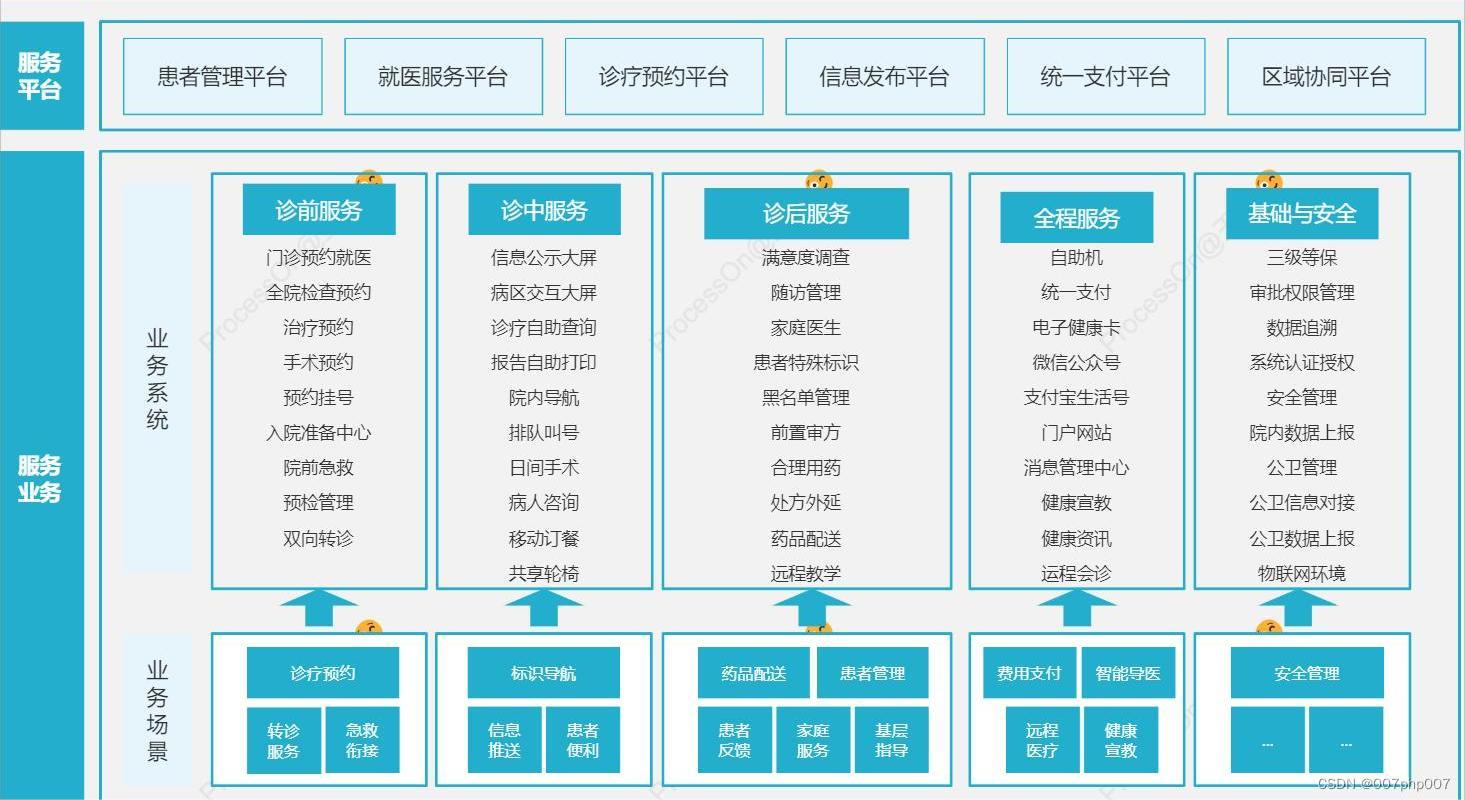 服务
平台
患者管理平台
就医服务平台
诊疗预约平台
信息发布平台
统一支付平台
区域协同平台
服务
业务
业务系统
诊前服务
门诊预约就医
全院检查预约
治疗预约
手术预约
预约挂号
入院准备中心
院前急救
预检管理
双向转诊
诊中服务
信息公示大屏
病区交互大屏
诊疗自助查询
报告自助打印
院内导航
排队叫号
日间手术
病人咨询
移动订餐
共享轮椅
诊后服务
满意度调查
随访管理
家庭医生
患者特殊标识
黑名单管理
前置审方
合理用药
处方外延
药品配送
远程教学
全程服务
自助机
统一支付
电子健康卡
微信公众号
支付宝生活号
门户网站
消息管理中心
健康宣教
健康资讯
运程会诊
基础与安全
三级等保
审批权限管理
数据追溯
系统认证授权
安全管理
院内数据上报
公卫管理
公卫信息对接
公卫数据上报
物联网环境
业务场景
诊疗预约
转诊
服务
急救
衔接
标识导航
信息
推送
患者
便利
药品配送
患者管理
患者
反馈
家庭
服务
基层
指导
费用支付
智能导医
远程
医疗
健康
宣教
安全管理
...
...
ProcessOn@
ProcessOn@
ProcessOn@
CSDN @007php007